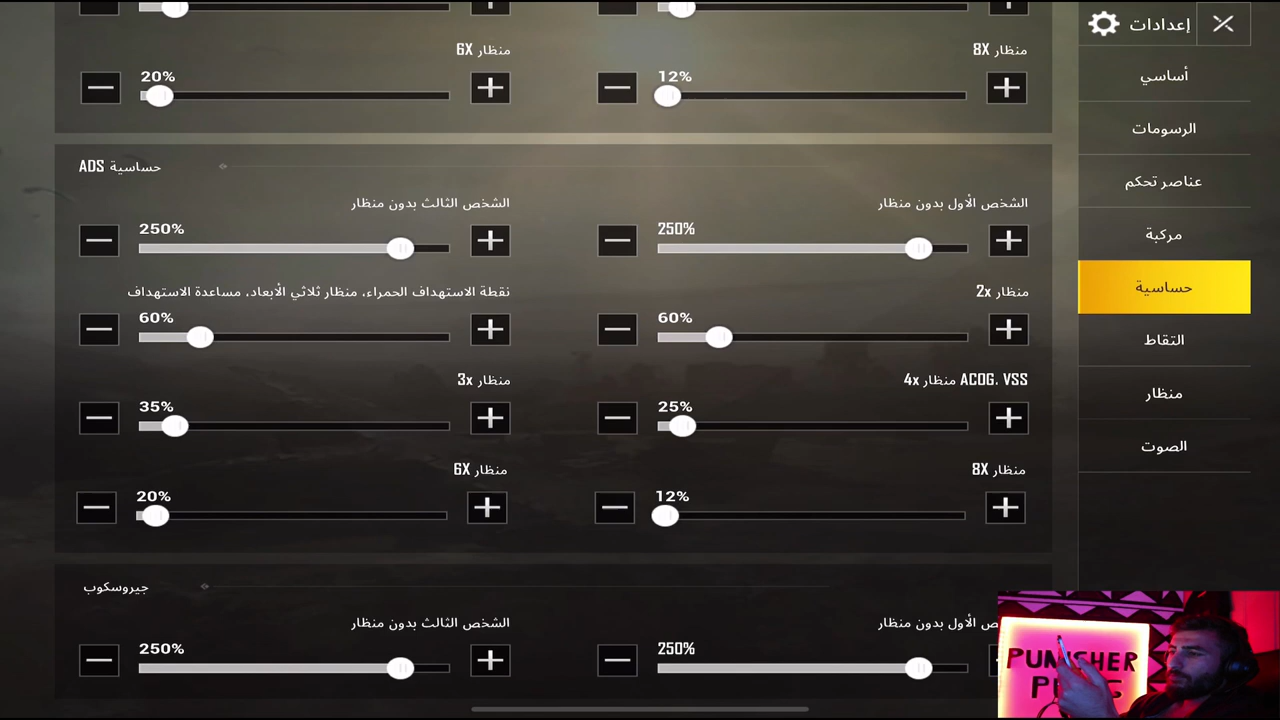 إعدادات
أساسي
الرسومات
عناصر تحكم
مركبة
حساسية
التقاط
منظار
الصوت
منظار 6X
20%
منظار 8X
12%
حساسية ADS
الشخص الثالث بدون منظار
250%
الشخص الأول بدون منظار
250%
نقطة الاستهداف الحمراء، منظار ثلاثي الأبعاد، مساعدة الاستهداف
60%
منظار 2x
60%
منظار 3x
35%
ACOG. VSS منظار 4x
25%
منظار 6X
20%
منظار 8X
12%
جيروسكوب
الشخص الثالث بدون منظار
250%
الأول بدون منظار
250%
PUNISHER